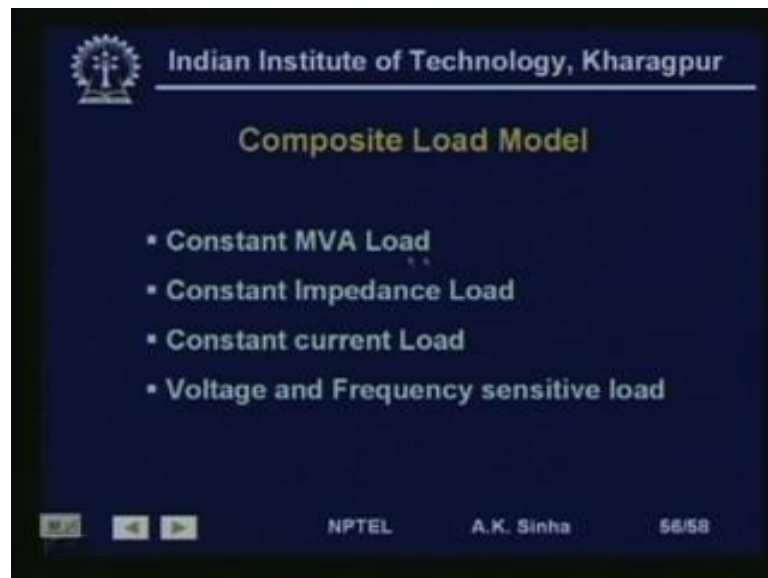 Indian Institute of Technology, Kharagpur
Composite Load Model
▪ Constant MVA Load
▪ Constant Impedance Load
▪ Constant current Load
▪ Voltage and Frequency sensitive load
NPTEL A.K. Sinha 56/58